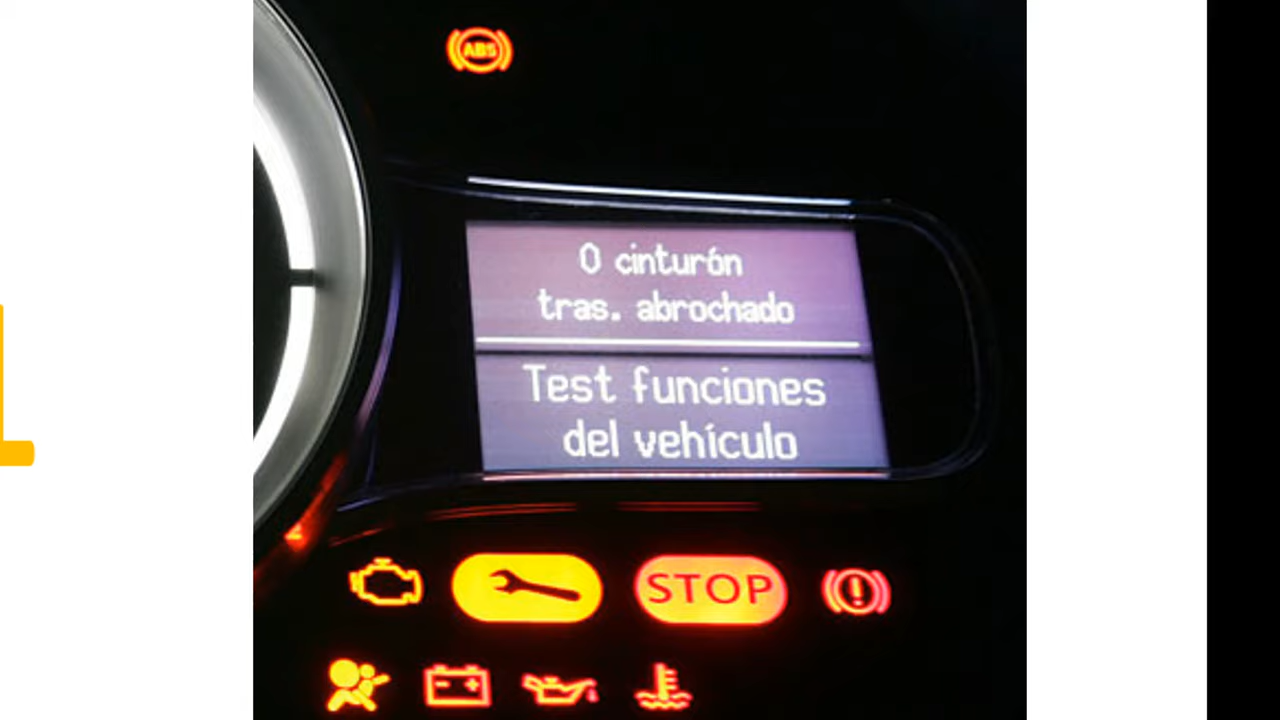 ABS
0 cinturón
tras. abrochado
Test funciones
del vehículo
STOP